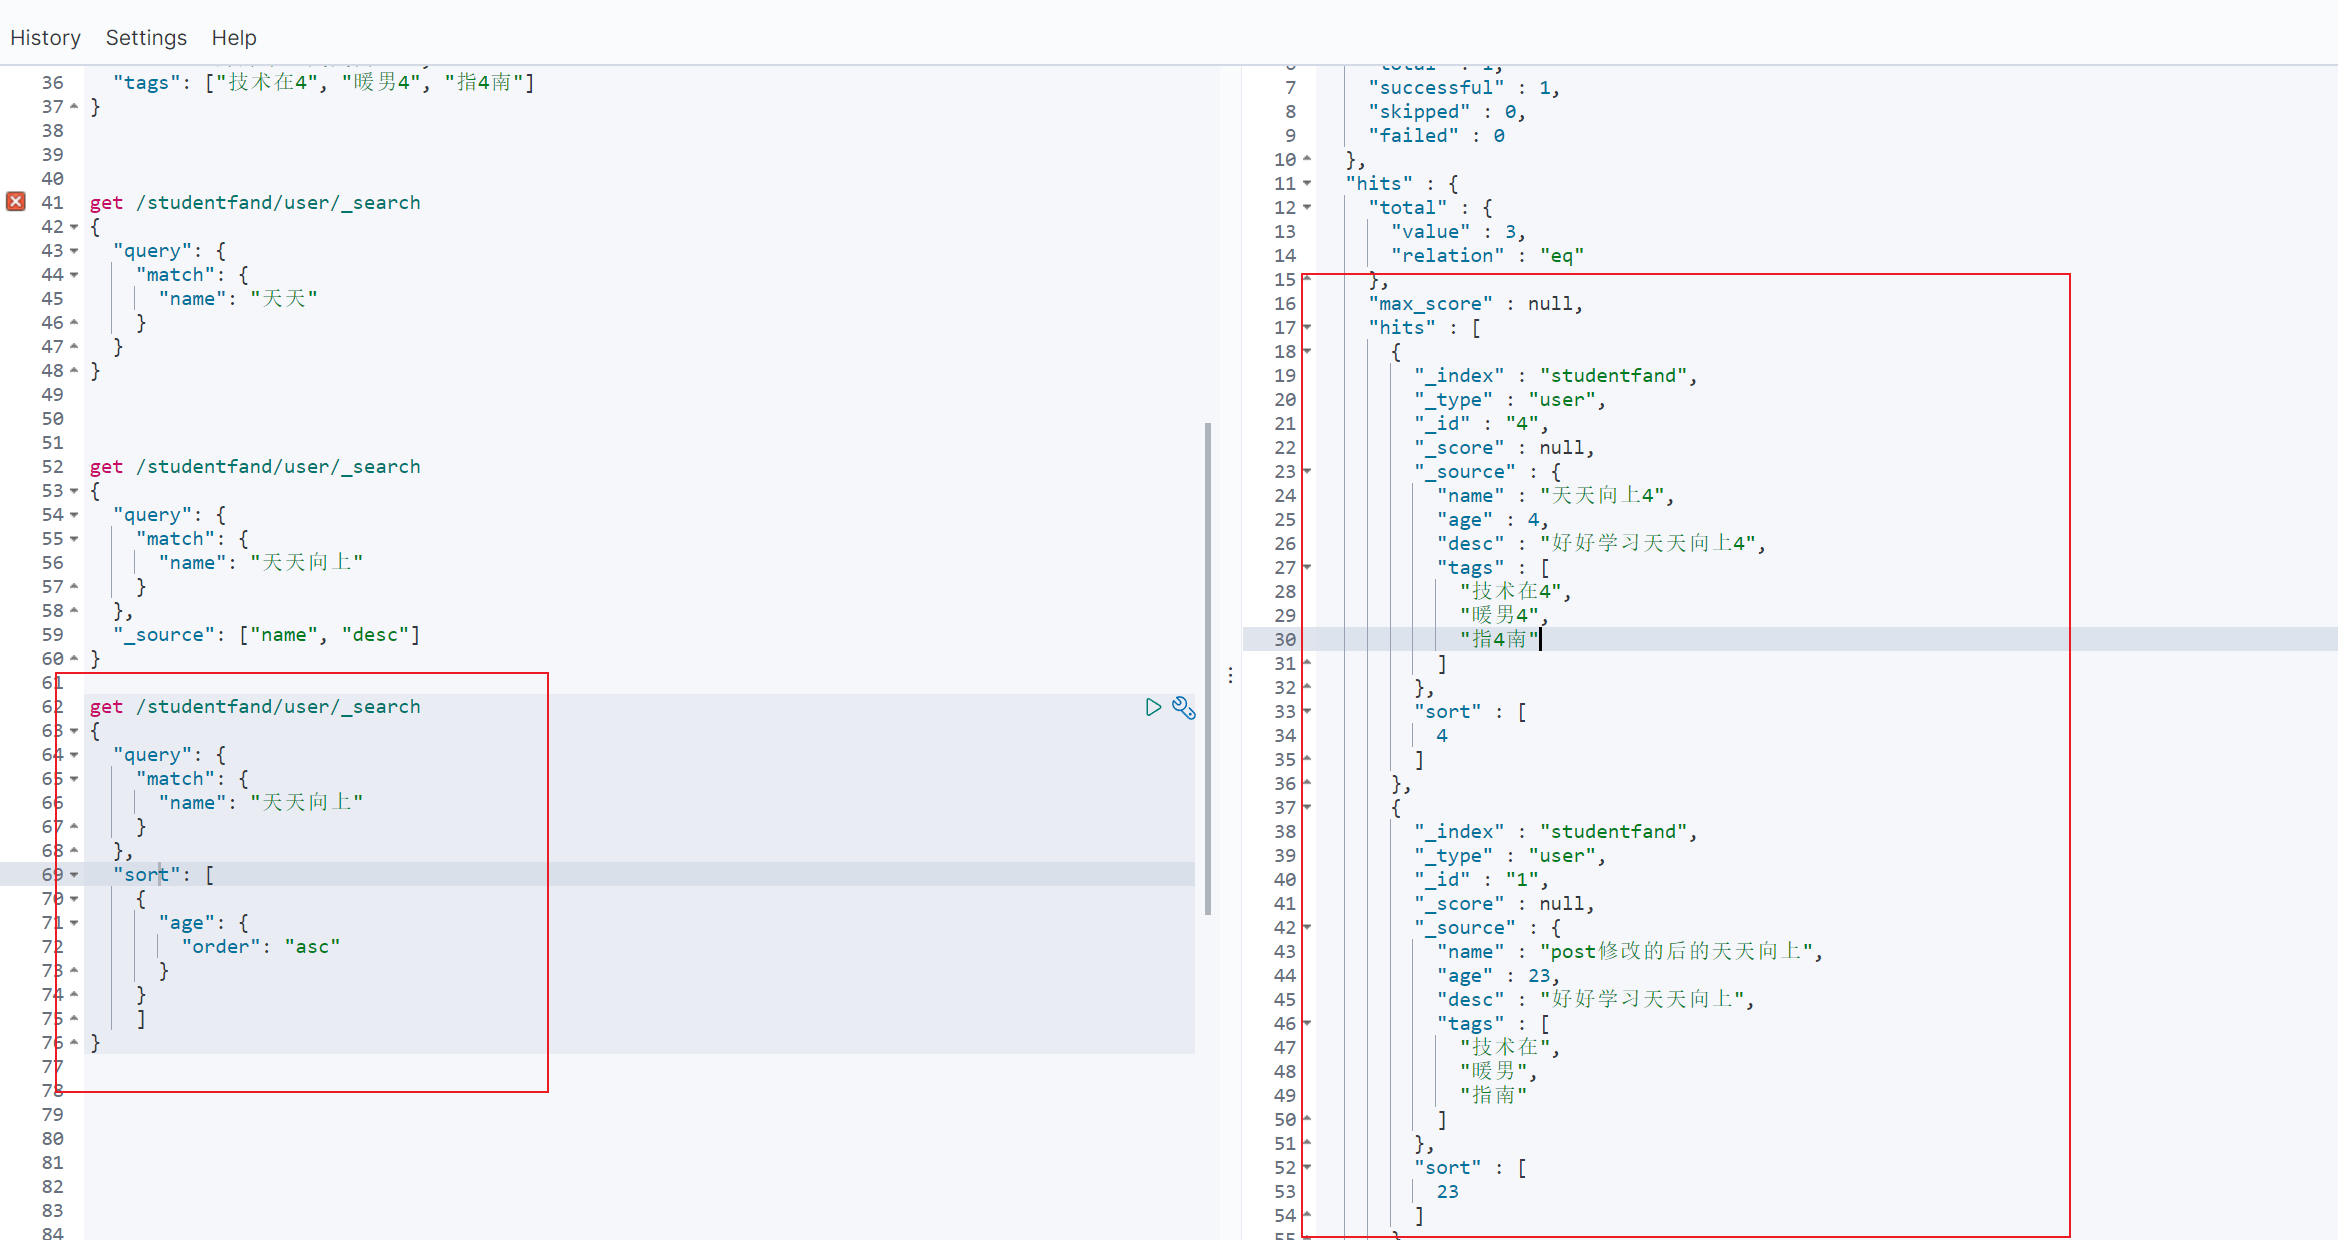 History Settings Help
36 "tags": ["技术在4", "暖男4", "指4南"]
37 }
38
39
40
41 get /studentfand/user/_search
42 {
43 "query": {
44 "match": {
45 "name": "天天"
46 }
47 }
48 }
49
50
51
52 get /studentfand/user/_search
53 {
54 "query": {
55 "match": {
56 "name": "天天向上"
57 }
58 },
59 "_source": ["name", "desc"]
60 }
61
62 get /studentfand/user/_search
63 {
64 "query": {
65 "match": {
66 "name": "天天向上"
67 }
68 },
69 "sort": [
70 {
71 "age": {
72 "order": "asc"
73 }
74 }
75 ]
76 }
77
78
79
80
81
82
83
84
7 "successful" : 1,
8 "skipped" : 0,
9 "failed" : 0
10 },
11 "hits" : {
12 "total" : {
13 "value" : 3,
14 "relation" : "eq"
15 },
16 "max_score" : null,
17 "hits" : [
18 {
19 "_index" : "studentfand",
20 "_type" : "user",
21 "_id" : "4",
22 "_score" : null,
23 "_source" : {
24 "name" : "天天向上4",
25 "age" : 4,
26 "desc" : "好好学习天天向上4",
27 "tags" : [
28 "技术在4",
29 "暖男4",
30 "指4南"
31 ]
32 },
33 "sort" : [
34 4
35 ]
36 },
37 {
38 "_index" : "studentfand",
39 "_type" : "user",
40 "_id" : "1",
41 "_score" : null,
42 "_source" : {
43 "name" : "post修改的后的天天向上",
44 "age" : 23,
45 "desc" : "好好学习天天向上",
46 "tags" : [
47 "技术在",
48 "暖男",
49 "指南"
50 ]
51 },
52 "sort" : [
53 23
54 ]
55 }